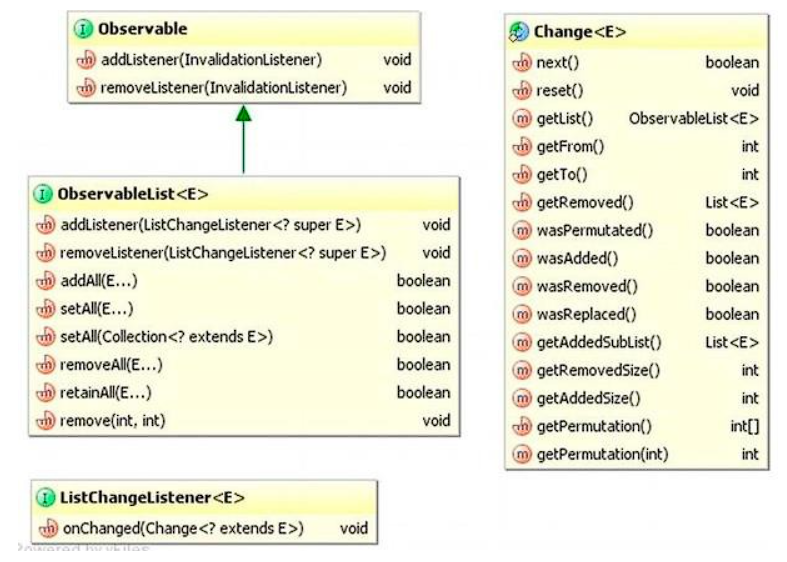 Observable
addListener(InvalidationListener) void
removeListener(InvalidationListener) void
ObservableList<E>
addListener(ListChangeListener<? super E>) void
removeListener(ListChangeListener<? super E>) void
addAll(E...) boolean
setAll(E...) boolean
setAll(Collection<? extends E>) boolean
removeAll(E...) boolean
retainAll(E...) boolean
remove(int, int) void
ListChangeListener<E>
onChanged(Change<? extends E>) void
Powered by yFiles
Change<E>
next() boolean
reset() void
getList() ObservableList<E>
getFrom() int
getTo() int
getRemoved() List<E>
wasPermutated() boolean
wasAdded() boolean
wasRemoved() boolean
wasReplaced() boolean
getAddedSubList() List<E>
getRemovedSize() int
getAddedSize() int
getPermutation() int[]
getPermutation(int) int